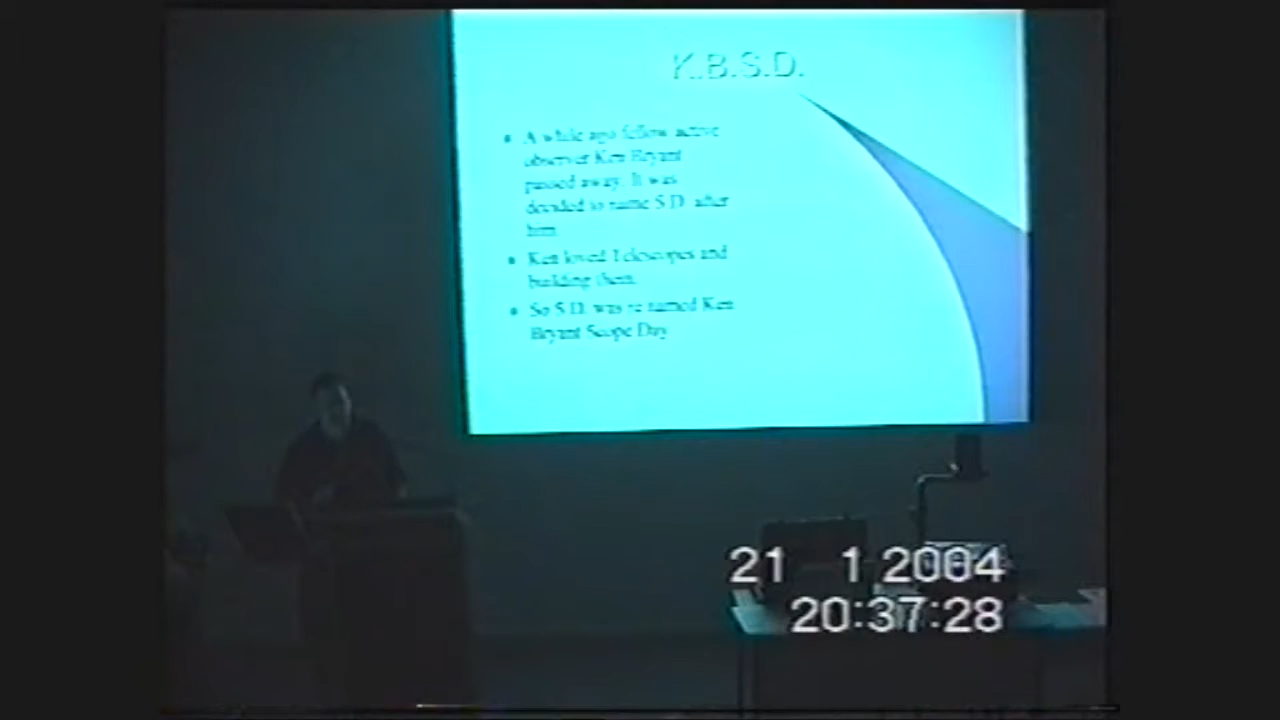 K.B.S.D.
• A while ago fellow active
observer Ken Bryant
passed away. It was
decided to name S.D. after
him.
• Ken loved Telescopes and
building them.
• So S.D. was re named Ken
Bryant Scope Day
21 1 2004
20:37:28